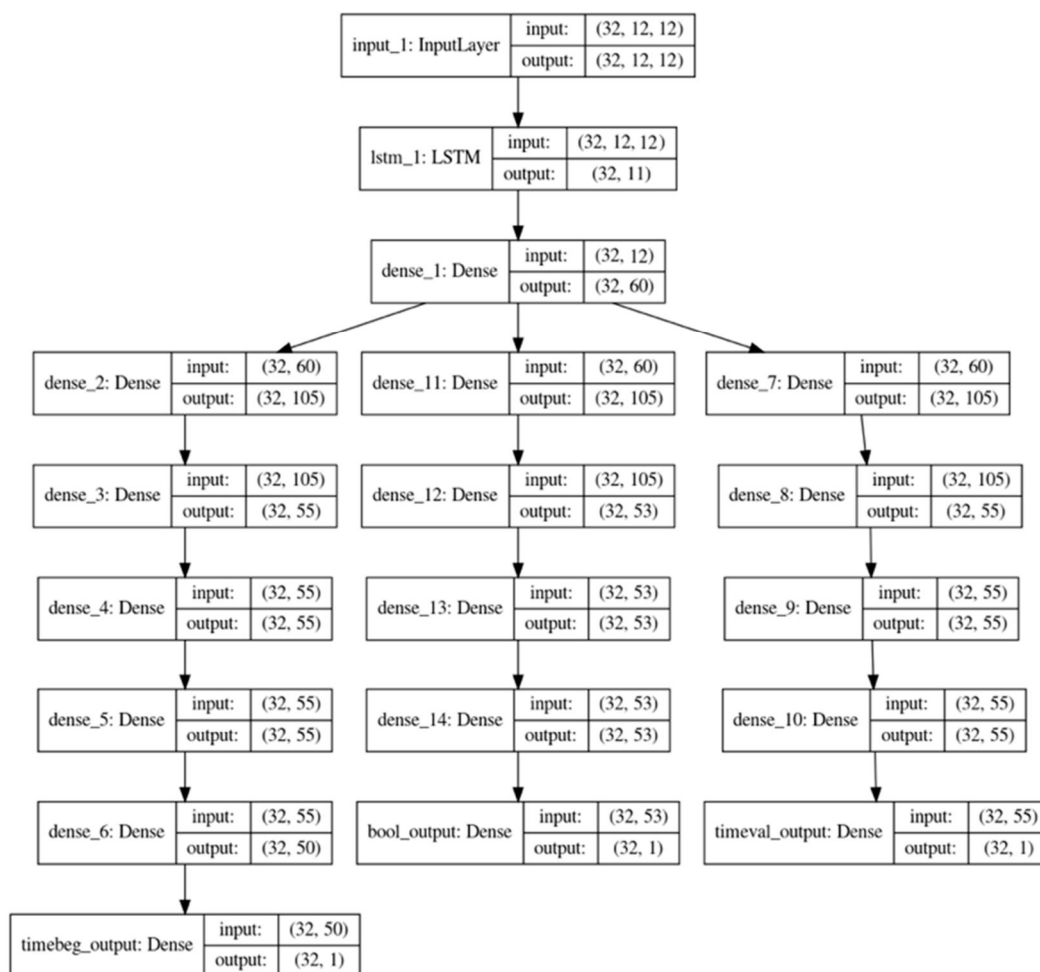 input_1: InputLayer input: (32, 12, 12)
output: (32, 12, 12)
lstm_1: LSTM input: (32, 12, 12)
output: (32, 11)
dense_1: Dense input: (32, 12)
output: (32, 60)
dense_2: Dense input: (32, 60)
output: (32, 105)
dense_11: Dense input: (32, 60)
output: (32, 105)
dense_7: Dense input: (32, 60)
output: (32, 105)
dense_3: Dense input: (32, 105)
output: (32, 55)
dense_12: Dense input: (32, 105)
output: (32, 53)
dense_8: Dense input: (32, 105)
output: (32, 55)
dense_4: Dense input: (32, 55)
output: (32, 55)
dense_13: Dense input: (32, 53)
output: (32, 53)
dense_9: Dense input: (32, 55)
output: (32, 55)
dense_5: Dense input: (32, 55)
output: (32, 55)
dense_14: Dense input: (32, 53)
output: (32, 53)
dense_10: Dense input: (32, 55)
output: (32, 55)
dense_6: Dense input: (32, 55)
output: (32, 50)
bool_output: Dense input: (32, 53)
output: (32, 1)
timeval_output: Dense input: (32, 55)
output: (32, 1)
timebeg_output: Dense input: (32, 50)
output: (32, 1)